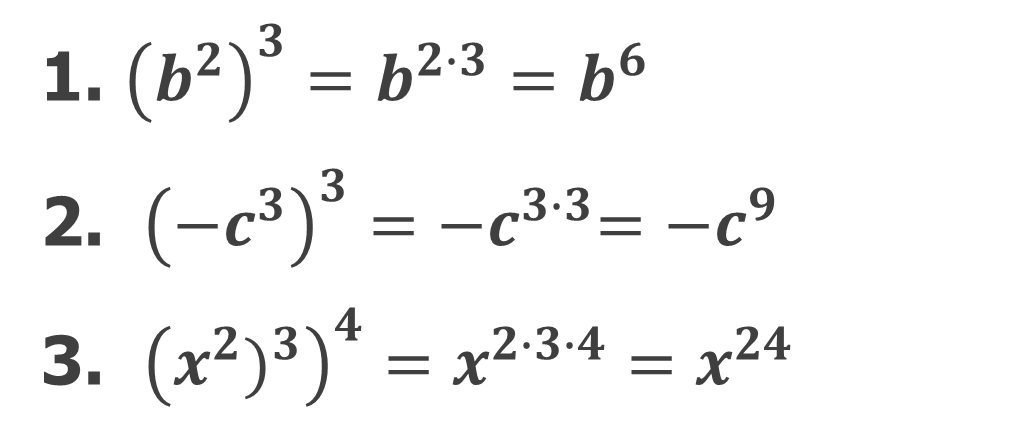 1. (b²)³ = b²·³ = b⁶
2. (−c³)³ = −c³·³= −c⁹
3. (x²)³)⁴ = x²·³·⁴ = x²⁴